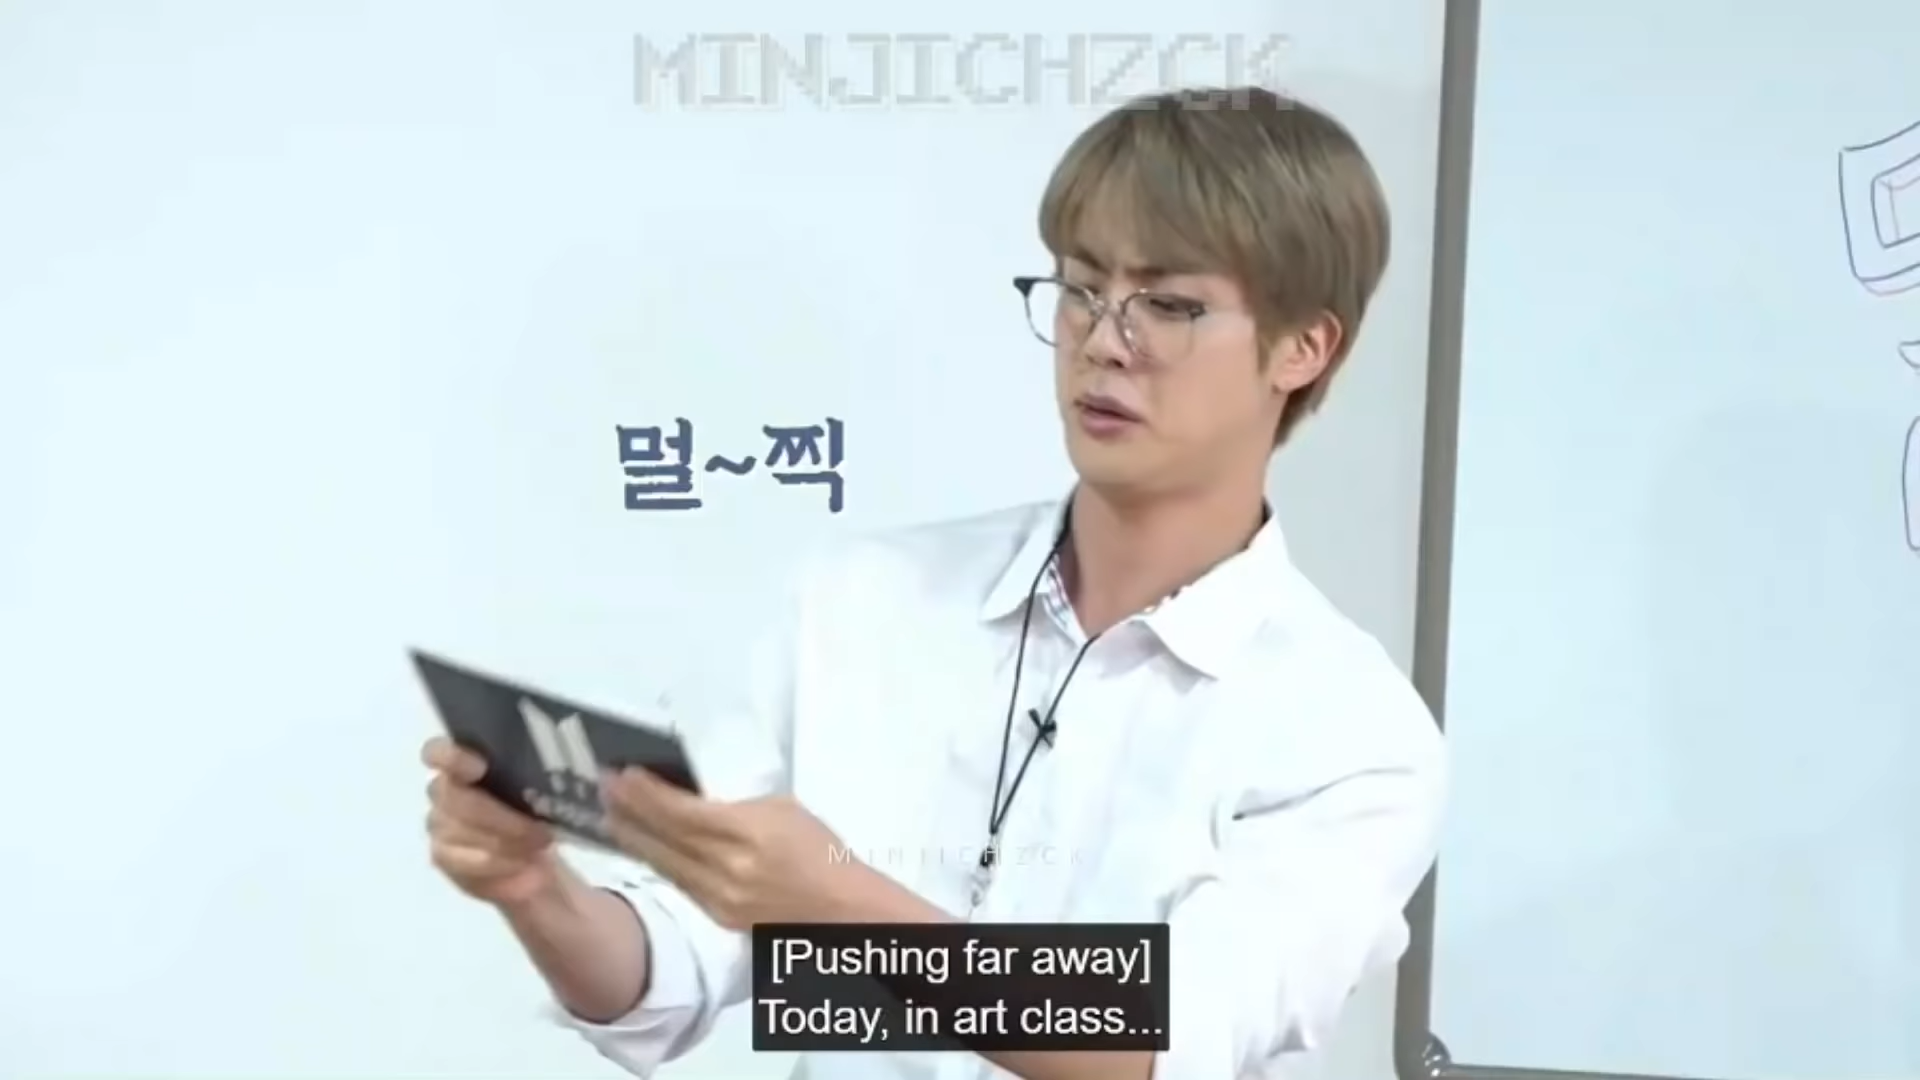 MINJICHZCK
멀~찍
MINJICHZCK
[Pushing far away]
Today, in art class...